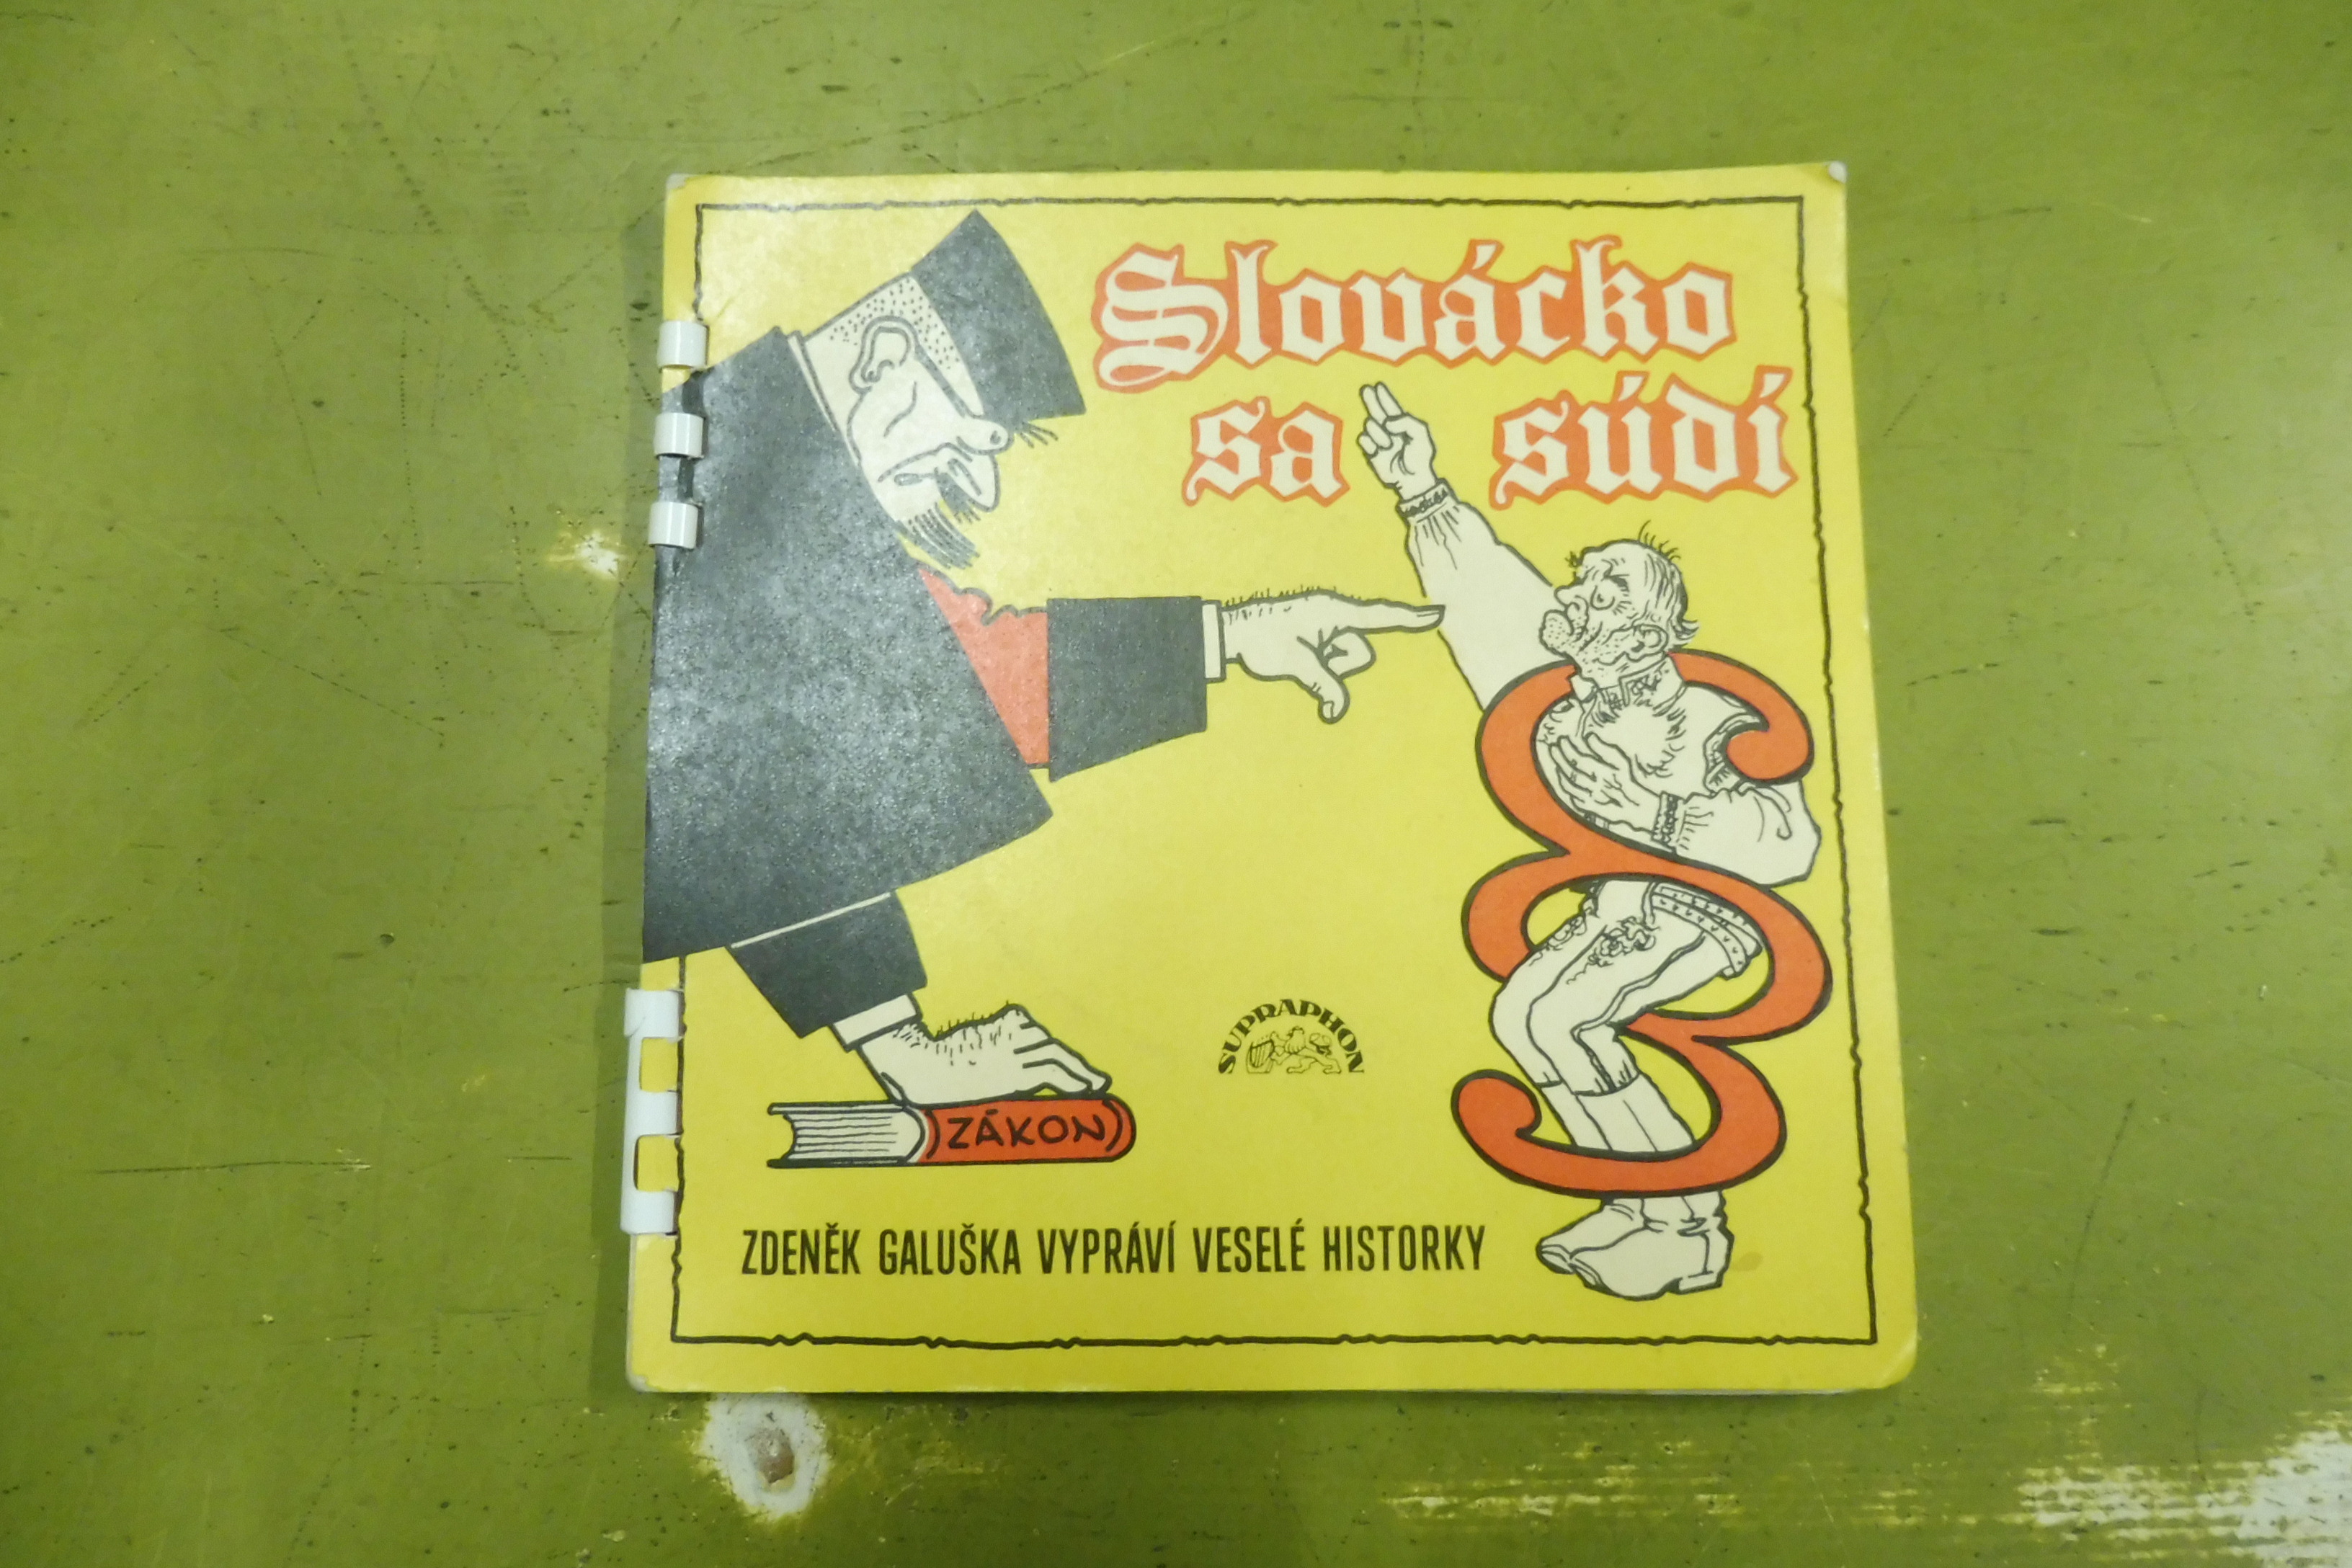 Slovácko
sa súdí
SUPRAPHON
ZÁKON
ZDENĚK GALUŠKA VYPRÁVÍ VESELÉ HISTORKY